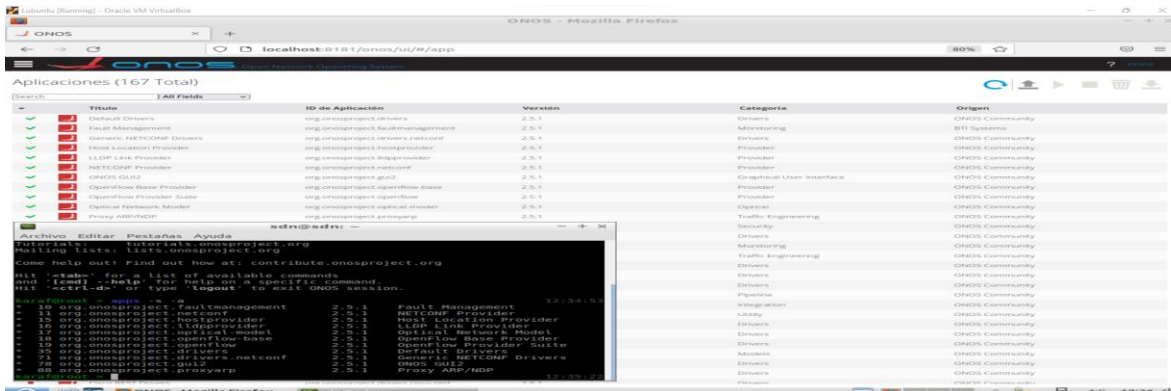 Lubuntu [Running] - Oracle VM VirtualBox
ONOS - Mozilla Firefox
ONOS
localhost:8181/onos/ui/#/app
80%
onos Open Network Operating System
? onos
Aplicaciones (167 Total)
Search All Fields
Título ID de Aplicación Versión Categoría Origen
Default Drivers org.onosproject.drivers 2.5.1 Drivers ONOS Community
Fault Management org.onosproject.faultmanagement 2.5.1 Monitoring BTI Systems
Generic NETCONF Drivers org.onosproject.drivers.netconf 2.5.1 Drivers ONOS Community
Host Location Provider org.onosproject.hostprovider 2.5.1 Provider ONOS Community
LLDP Link Provider org.onosproject.lldpprovider 2.5.1 Provider ONOS Community
NETCONF Provider org.onosproject.netconf 2.5.1 Provider ONOS Community
ONOS GUI2 org.onosproject.gui2 2.5.1 Graphical User Interface ONOS Community
OpenFlow Base Provider org.onosproject.openflow-base 2.5.1 Provider ONOS Community
OpenFlow Provider Suite org.onosproject.openflow 2.5.1 Provider ONOS Community
Optical Network Model org.onosproject.optical-model 2.5.1 Optical ONOS Community
Proxy ARP/NDP org.onosproject.proxyarp 2.5.1 Traffic Engineering ONOS Community
Security ONOS Community
Drivers ONOS Community
Monitoring ONOS Community
Traffic Engineering ONOS Community
Drivers ONOS Community
Drivers ONOS Community
Drivers ONOS Community
Pipeline ONOS Community
Integration ONOS Community
Utility ONOS Community
Drivers ONOS Community
Drivers ONOS Community
Drivers ONOS Community
Models ONOS Community
Drivers ONOS Community
Drivers ONOS Community
sdn@sdn: ~
Archivo Editar Pestañas Ayuda
Tutorials: tutorials.onosproject.org
Mailing lists: lists.onosproject.org
Come help out! Find out how at: contribute.onosproject.org
Hit '<tab>' for a list of available commands
and '[cmd] --help' for help on a specific command.
Hit '<ctrl-d>' or type 'logout' to exit ONOS session.
karaf@root > apps -s -a 12:34:53
* 10 org.onosproject.faultmanagement 2.5.1 Fault Management
* 11 org.onosproject.netconf 2.5.1 NETCONF Provider
* 15 org.onosproject.hostprovider 2.5.1 Host Location Provider
* 16 org.onosproject.lldpprovider 2.5.1 LLDP Link Provider
* 17 org.onosproject.optical-model 2.5.1 Optical Network Model
* 18 org.onosproject.openflow-base 2.5.1 OpenFlow Base Provider
* 19 org.onosproject.openflow 2.5.1 OpenFlow Provider Suite
* 35 org.onosproject.drivers 2.5.1 Default Drivers
* 71 org.onosproject.drivers.netconf 2.5.1 Generic NETCONF Drivers
* 78 org.onosproject.gui2 2.5.1 ONOS GUI2
* 88 org.onosproject.proxyarp 2.5.1 Proxy ARP/NDP
karaf@root > 12:35:22